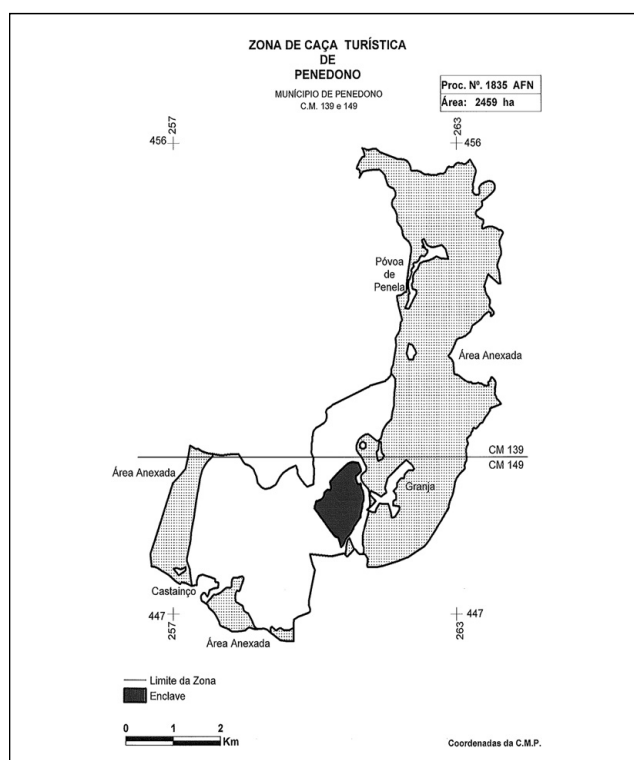 ZONA DE CAÇA TURÍSTICA
DE
PENEDONO
MUNÍCIPIO DE PENEDONO
C.M. 139 e 149
Proc. Nº. 1835 AFN
Área: 2459 ha
257
263
456
456
Póvoa
de
Penela
Área Anexada
CM 139
CM 149
Área Anexada
Granja
Castainço
447
447
257
263
Área Anexada
Limite da Zona
Enclave
0 1 2
Km
Coordenadas da C.M.P.